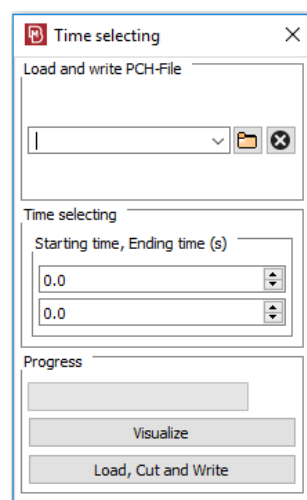 Time selecting
Load and write PCH-File
Time selecting
Starting time, Ending time (s)
0.0
0.0
Progress
Visualize
Load, Cut and Write